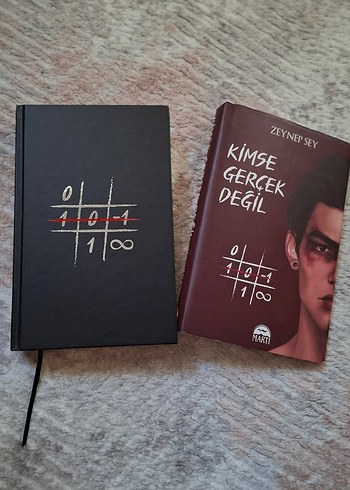 0
1 0 -1
1 ∞
ZEYNEP SEY
KİMSE
GERÇEK
DEĞİL
0
1 0 -1
1 ∞
MARTI